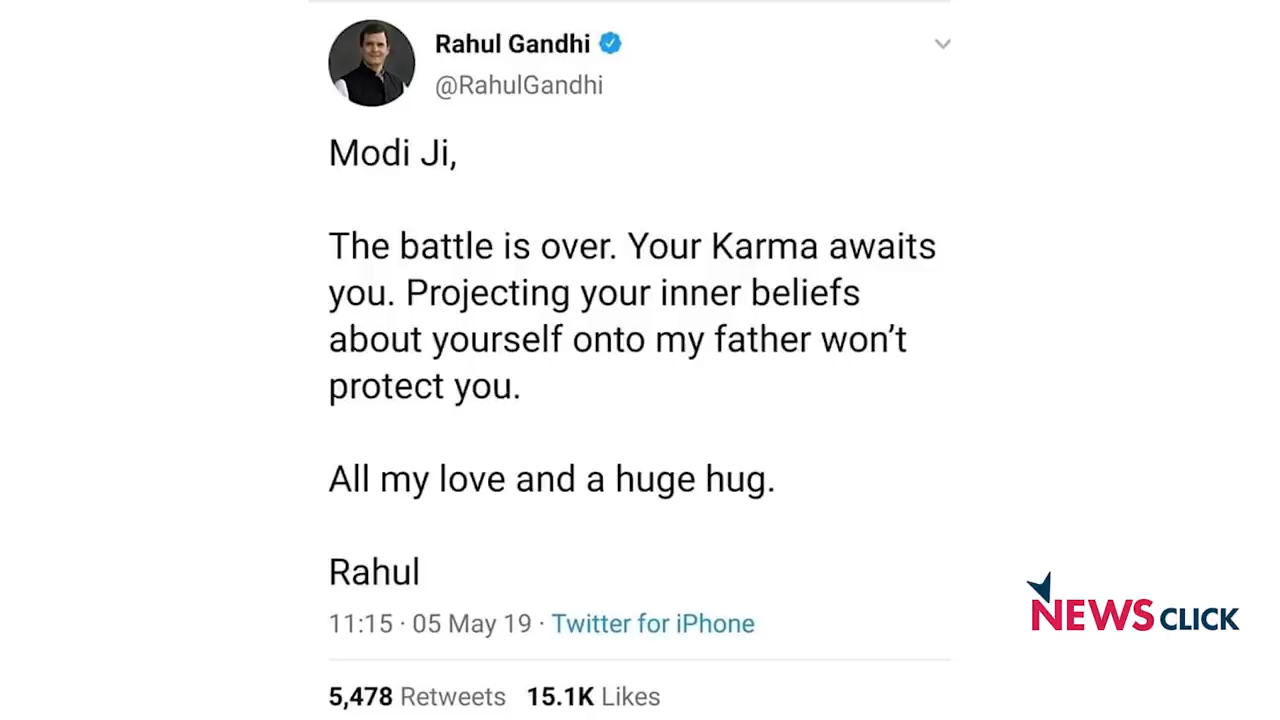 Rahul Gandhi
@RahulGandhi
Modi Ji,
The battle is over. Your Karma awaits
you. Projecting your inner beliefs
about yourself onto my father won’t
protect you.
All my love and a huge hug.
Rahul
11:15 · 05 May 19 · Twitter for iPhone
5,478 Retweets 15.1K Likes
NEWS CLICK